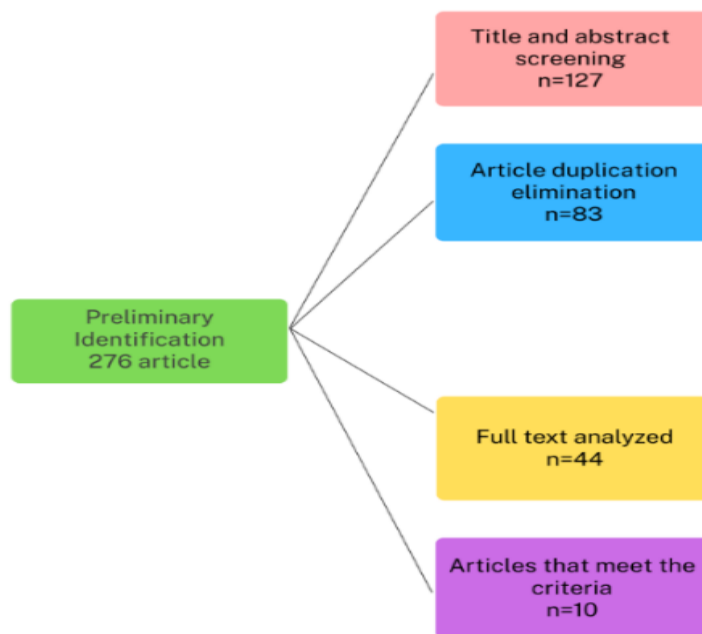 Title and abstract
screening
n=127
Article duplication
elimination
n=83
Preliminary
Identification
276 article
Full text analyzed
n=44
Articles that meet the
criteria
n=10